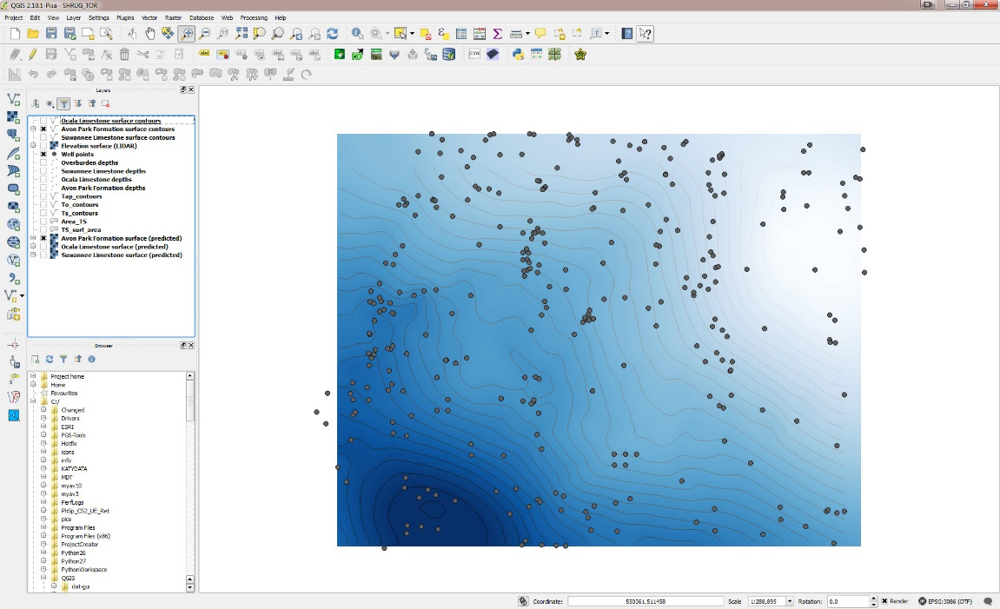 QGIS 2.10.1-Pisa - SHRUG_TOR
Project Edit View Layer Settings Plugins Vector Raster Database Web Processing Help
CSW
Layers
Ocala Limestone surface contours
Avon Park Formation surface contours
Suwannee Limestone surface contours
Elevation surface (LIDAR)
Well points
Overburden depths
Suwannee Limestone depths
Ocala Limestone depths
Avon Park Formation depths
Tap_contours
To_contours
Ts_contours
Area_TS
TS_surf_area
Avon Park Formation surface (predicted)
Ocala Limestone surface (predicted)
Suwannee Limestone surface (predicted)
Browser
Project home
Home
Favourites
C:/
Changed
Drivers
ESRI
FGS-Tools
Hotfix
icons
info
KATYDATA
MDT
myav10
myav3
PerfLogs
PhSp_CS2_UE_Ret
pics
Program Files
Program Files (x86)
ProjectCreator
Python26
Python27
PythonWorkspace
QGIS
dat-gui
Coordinate: 550361,511458 Scale 1:288,895 Rotation: 0.0 Render EPSG:3086 (OTF)